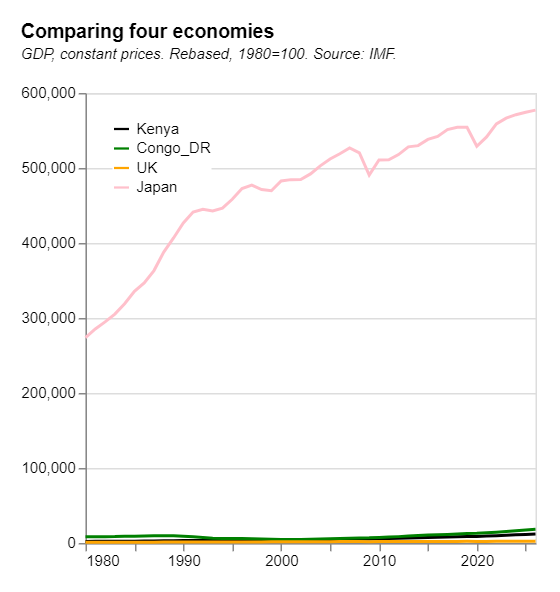 Comparing four economies
GDP, constant prices. Rebased, 1980=100. Source: IMF.
600,000
500,000
400,000
300,000
200,000
100,000
0
Kenya
Congo_DR
UK
Japan
1980 1990 2000 2010 2020